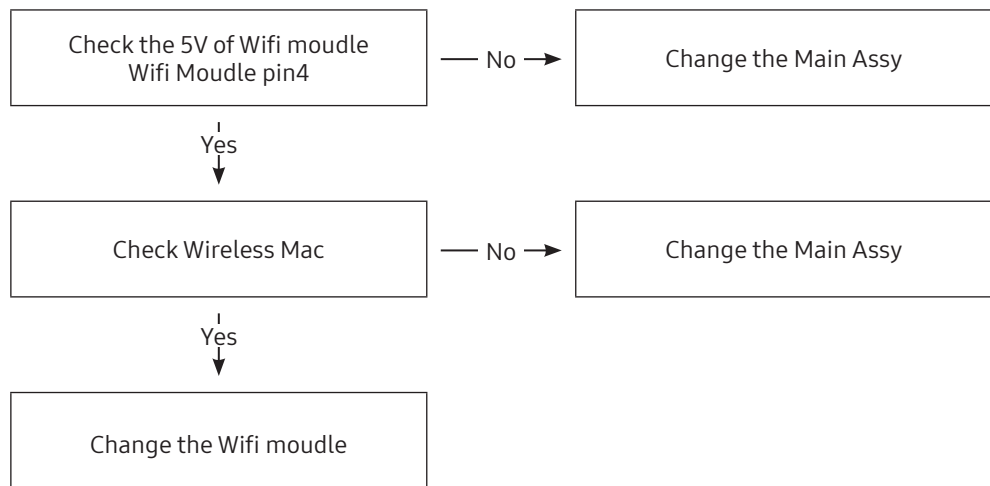 Check the 5V of Wifi moudle
Wifi Moudle pin4
No
Change the Main Assy
Yes
Check Wireless Mac
No
Change the Main Assy
Yes
Change the Wifi moudle